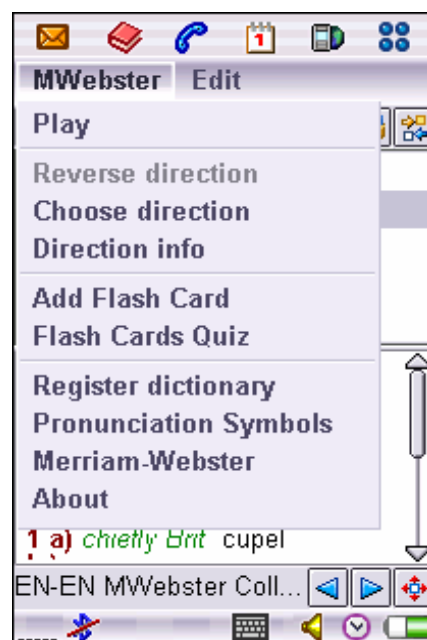 1
MWebster Edit
Play
Reverse direction
Choose direction
Direction info
Add Flash Card
Flash Cards Quiz
Register dictionary
Pronunciation Symbols
Merriam-Webster
About
1 a) chiefly Brit cupel
EN-EN MWebster Coll...